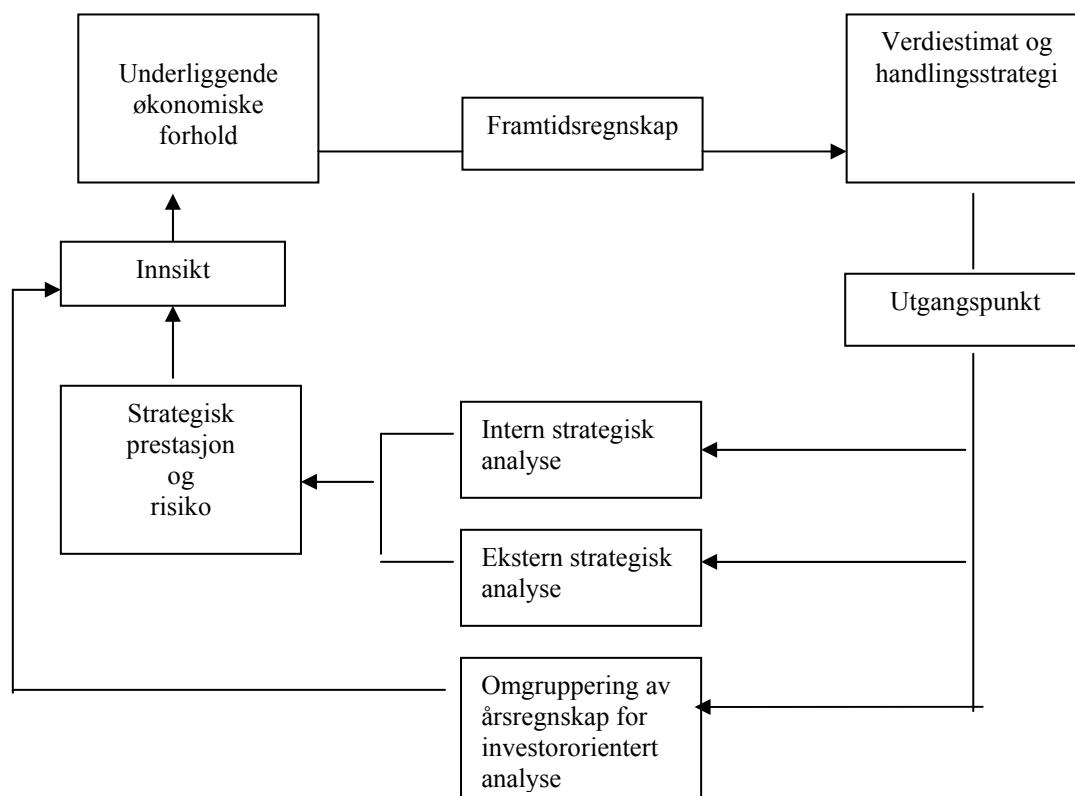 Underliggende
økonomiske
forhold
Framtidsregnskap
Verdiestimat og
handlingsstrategi
Innsikt
Utgangspunkt
Strategisk
prestasjon
og
risiko
Intern strategisk
analyse
Ekstern strategisk
analyse
Omgruppering av
årsregnskap for
investororientert
analyse